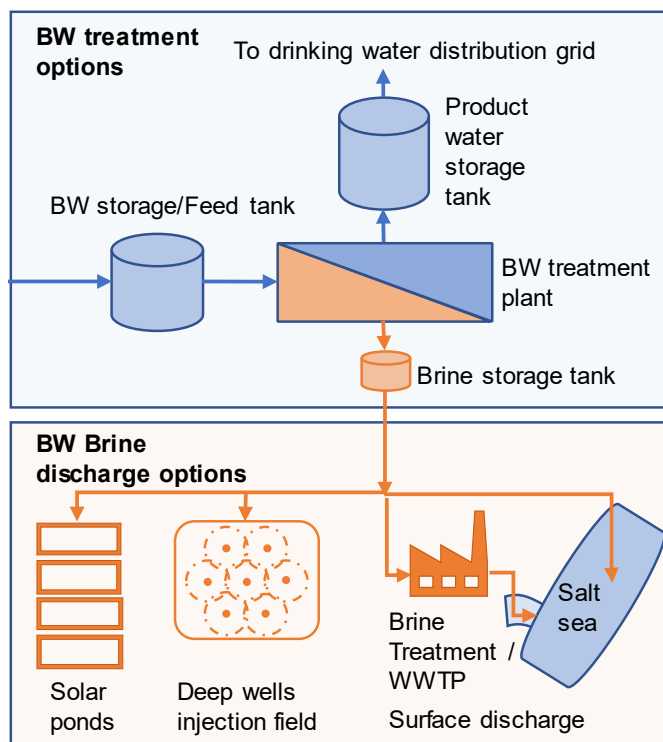 BW treatment
options
To drinking water distribution grid
Product
water
storage
tank
BW storage/Feed tank
BW treatment
plant
Brine storage tank
BW Brine
discharge options
Solar
ponds
Deep wells
injection field
Brine
Treatment /
WWTP
Salt
sea
Surface discharge